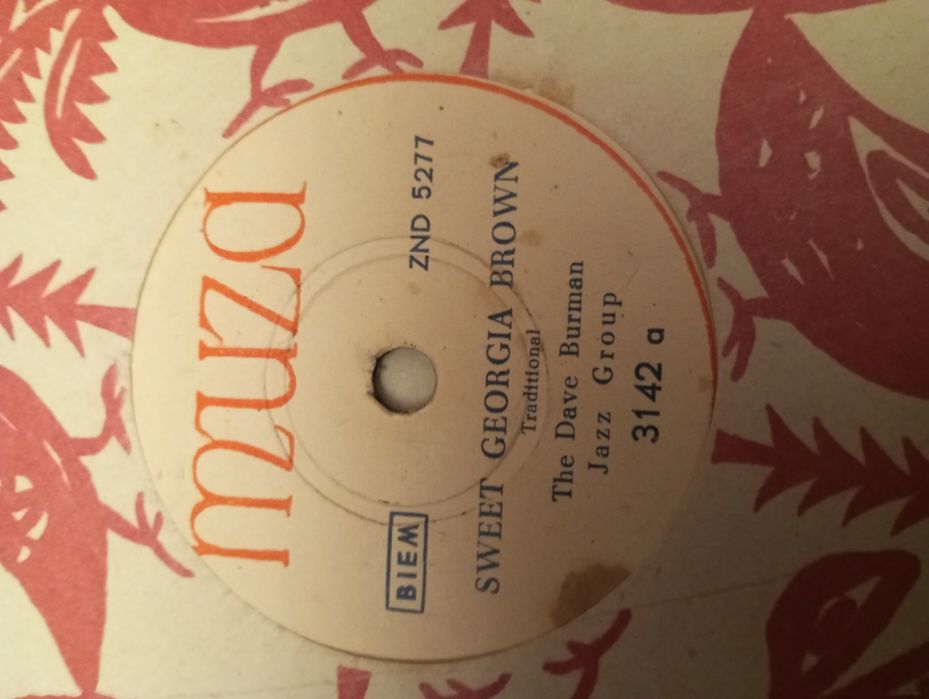 muza
BIEM
ZND 5277
SWEET GEORGIA BROWN
Traditional
The Dave Burman
Jazz Group
3142 a